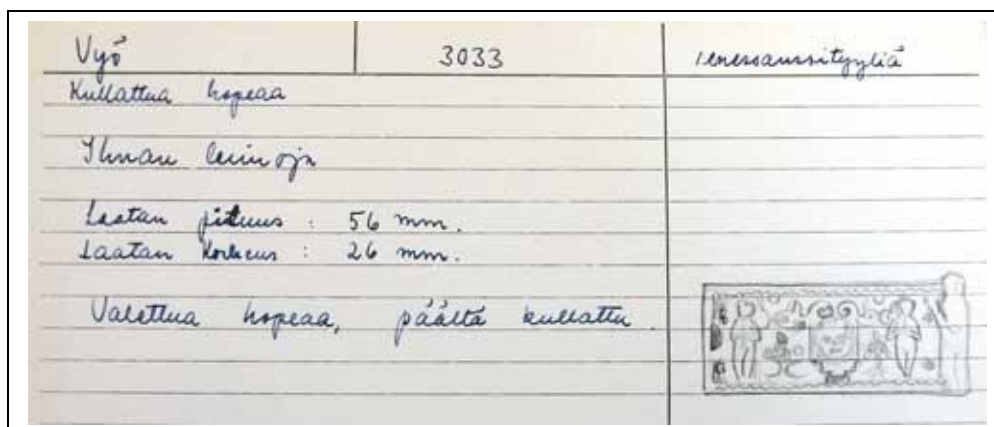 Vyö 3033 renessanssityyliä
Kullattua hopeaa
Ilman leimoja
Laatan pituus : 56 mm.
Laatan korkeus : 26 mm.
Valettua hopeaa, päältä kullattu.